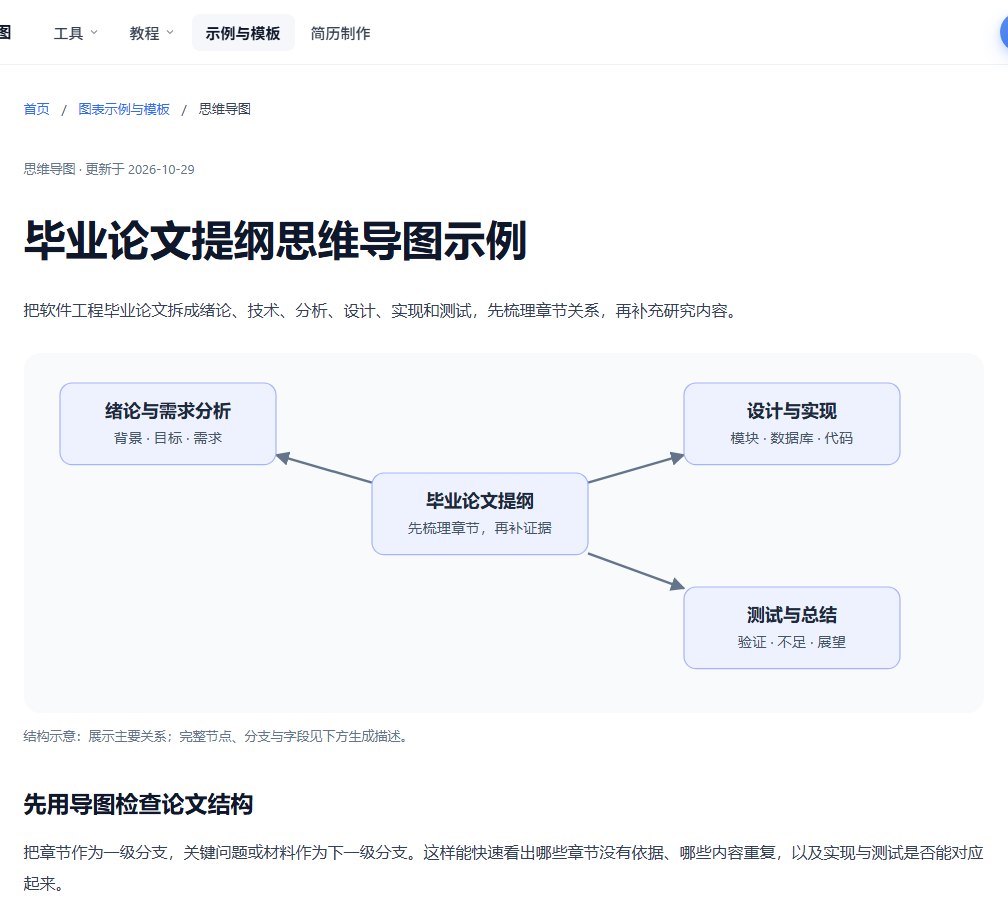 图 工具 教程 示例与模板 简历制作
首页 / 图表示例与模板 / 思维导图
思维导图 · 更新于 2026-10-29
毕业论文提纲思维导图示例
把软件工程毕业论文拆成绪论、技术、分析、设计、实现和测试，先梳理章节关系，再补充研究内容。
绪论与需求分析
背景 · 目标 · 需求
设计与实现
模块 · 数据库 · 代码
毕业论文提纲
先梳理章节，再补证据
测试与总结
验证 · 不足 · 展望
结构示意：展示主要关系；完整节点、分支与字段见下方生成描述。
先用导图检查论文结构
把章节作为一级分支，关键问题或材料作为下一级分支。这样能快速看出哪些章节没有依据、哪些内容重复，以及实现与测试是否能对应
起来。